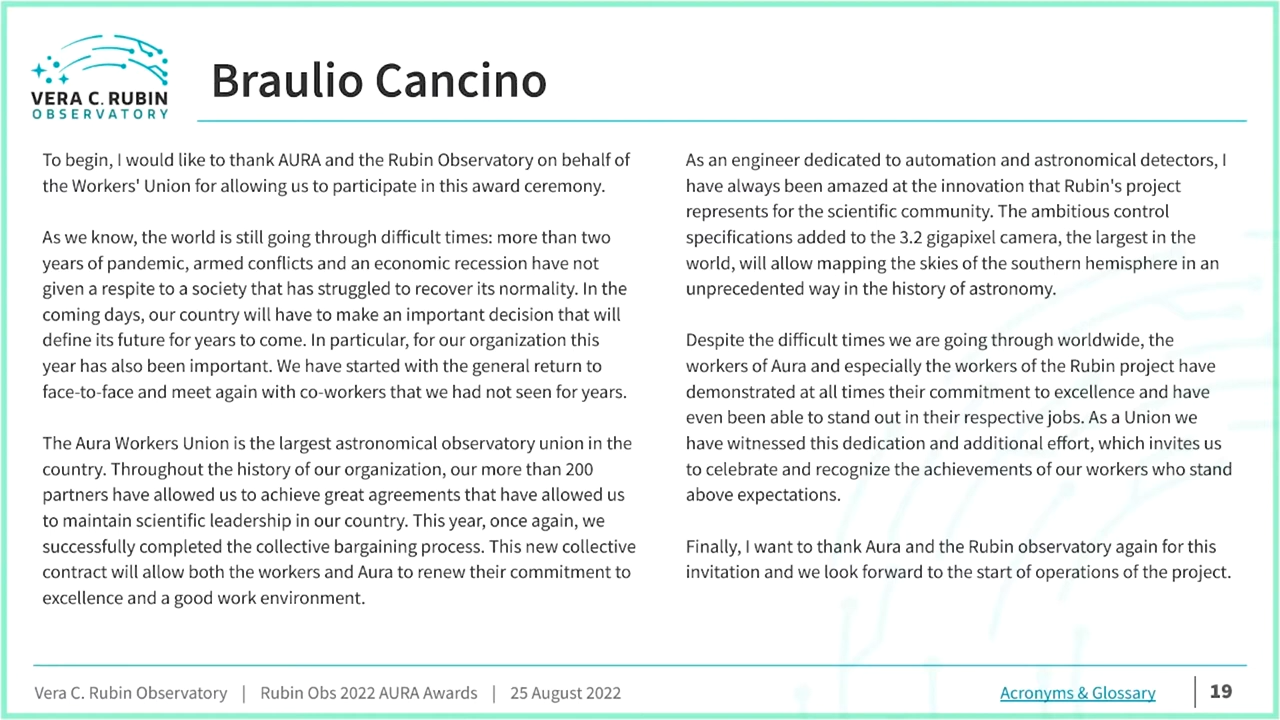 VERA C. RUBIN
OBSERVATORY
Braulio Cancino
To begin, I would like to thank AURA and the Rubin Observatory on behalf of
the Workers' Union for allowing us to participate in this award ceremony.
As we know, the world is still going through difficult times: more than two
years of pandemic, armed conflicts and an economic recession have not
given a respite to a society that has struggled to recover its normality. In the
coming days, our country will have to make an important decision that will
define its future for years to come. In particular, for our organization this
year has also been important. We have started with the general return to
face-to-face and meet again with co-workers that we had not seen for years.
The Aura Workers Union is the largest astronomical observatory union in the
country. Throughout the history of our organization, our more than 200
partners have allowed us to achieve great agreements that have allowed us
to maintain scientific leadership in our country. This year, once again, we
successfully completed the collective bargaining process. This new collective
contract will allow both the workers and Aura to renew their commitment to
excellence and a good work environment.
As an engineer dedicated to automation and astronomical detectors, I
have always been amazed at the innovation that Rubin's project
represents for the scientific community. The ambitious control
specifications added to the 3.2 gigapixel camera, the largest in the
world, will allow mapping the skies of the southern hemisphere in an
unprecedented way in the history of astronomy.
Despite the difficult times we are going through worldwide, the
workers of Aura and especially the workers of the Rubin project have
demonstrated at all times their commitment to excellence and have
even been able to stand out in their respective jobs. As a Union we
have witnessed this dedication and additional effort, which invites us
to celebrate and recognize the achievements of our workers who stand
above expectations.
Finally, I want to thank Aura and the Rubin observatory again for this
invitation and we look forward to the start of operations of the project.
Vera C. Rubin Observatory | Rubin Obs 2022 AURA Awards | 25 August 2022
Acronyms & Glossary | 19